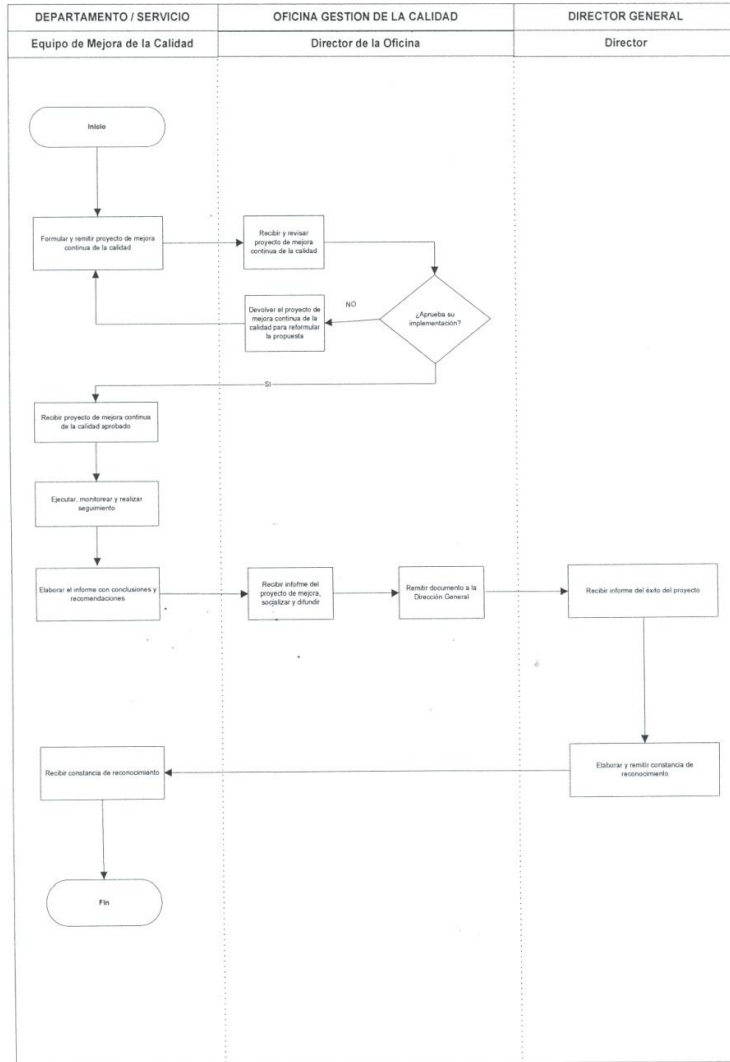 DEPARTAMENTO / SERVICIO
OFICINA GESTION DE LA CALIDAD
DIRECTOR GENERAL
Equipo de Mejora de la Calidad
Director de la Oficina
Director
Inicio
Formular y remitir proyecto de mejora
continua de la calidad
Recibir y revisar
proyecto de mejora
continua de la calidad
¿Aprueba su
implementación?
NO
Devolver el proyecto de
mejora continua de la
calidad para reformular
la propuesta
SI
Recibir proyecto de mejora continua
de la calidad aprobado
Ejecutar, monitorear y realizar
seguimiento
Elaborar el informe con conclusiones y
recomendaciones
Recibir informe del
proyecto de mejora,
socializar y difundir
Remitir documento a la
Dirección General
Recibir informe del éxito del proyecto
Elaborar y remitir constancia de
reconocimiento
Recibir constancia de reconocimiento
Fin